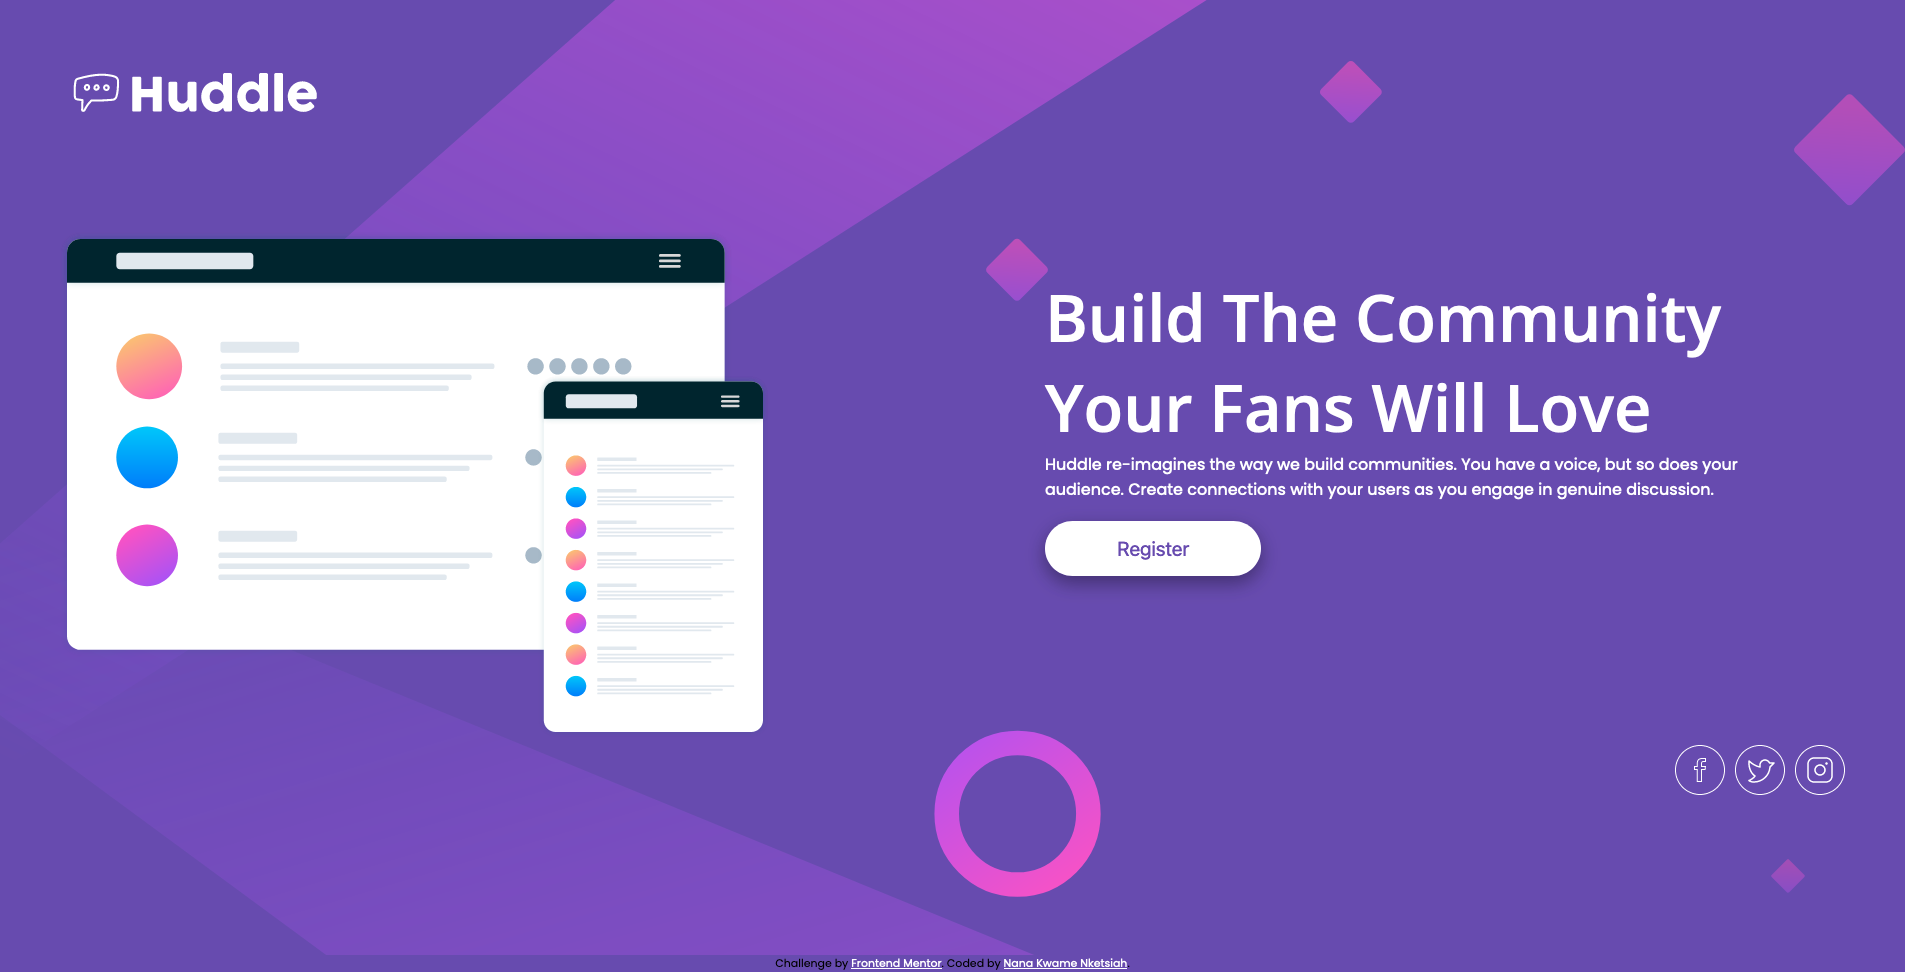 Huddle
Build The Community
Your Fans Will Love
Huddle re-imagines the way we build communities. You have a voice, but so does your
audience. Create connections with your users as you engage in genuine discussion.
Register
Challenge by Frontend Mentor. Coded by Nana Kwame Nketsiah.